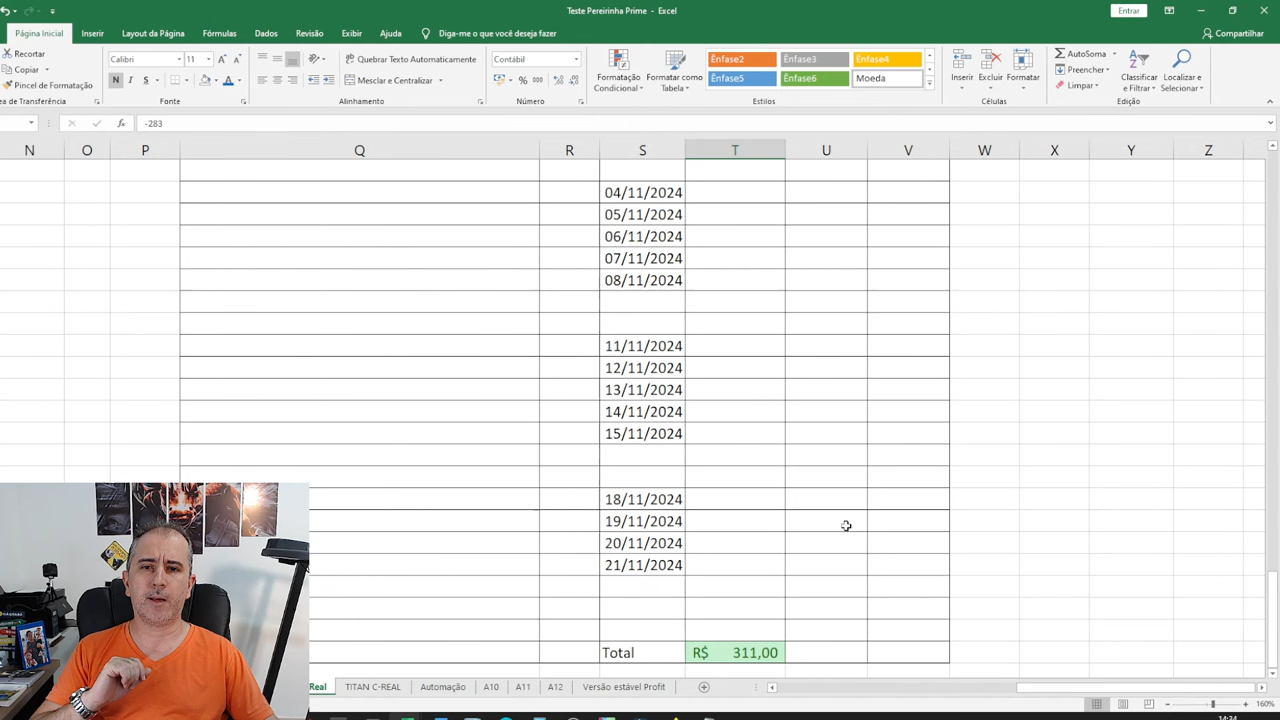 Teste Pereirinha Prime - Excel
Entrar
Página Inicial Inserir Layout da Página Fórmulas Dados Revisão Exibir Ajuda Diga-me o que você deseja fazer Compartilhar
Recortar
Copiar
Pincel de Formatação
a de Transferência
Calibri 11
N I S
Fonte
Quebrar Texto Automaticamente
Mesclar e Centralizar
Alinhamento
Contábil
% 000
Número
Formatação Condicional
Formatar como Tabela
Ênfase2 Ênfase3 Ênfase4
Ênfase5 Ênfase6 Moeda
Estilos
Inserir Excluir Formatar
Células
AutoSoma
Preencher
Limpar
Classificar e Filtrar
Localizar e Selecionar
Edição
fx -283
N O P Q R S T U V W X Y Z
04/11/2024
05/11/2024
06/11/2024
07/11/2024
08/11/2024
11/11/2024
12/11/2024
13/11/2024
14/11/2024
15/11/2024
18/11/2024
19/11/2024
20/11/2024
21/11/2024
Total R$ 311,00
Real TITAN C-REAL Automação A10 A11 A12 Versão estável Profit
160%